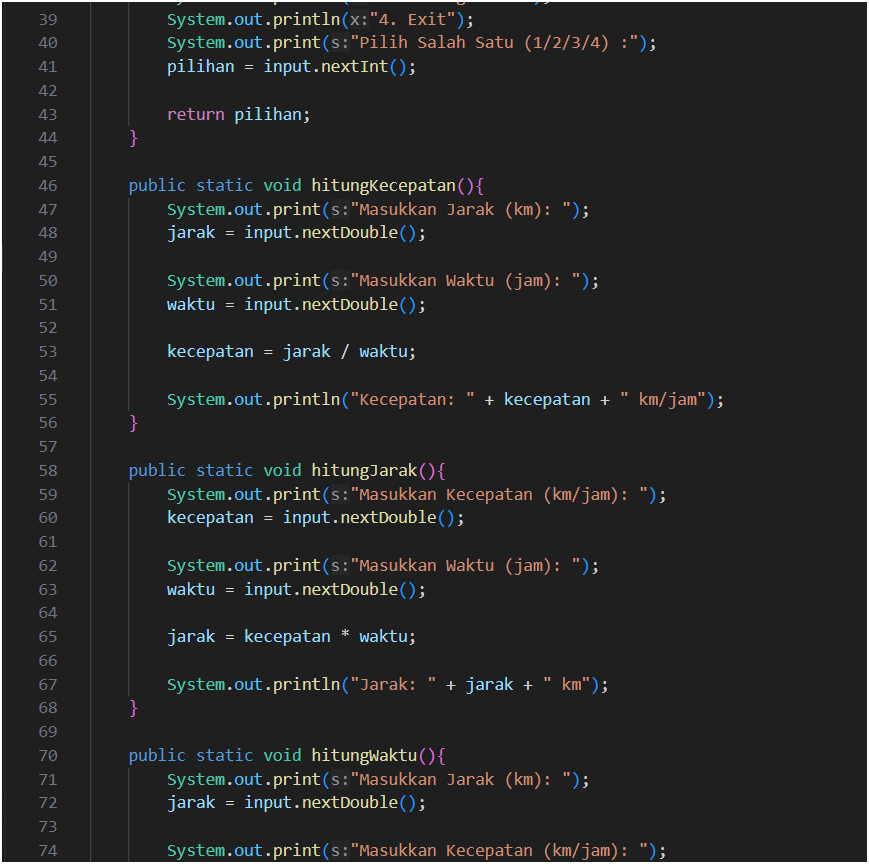 39 System.out.println(x:"4. Exit");
40 System.out.print(s:"Pilih Salah Satu (1/2/3/4) :");
41 pilihan = input.nextInt();
42
43 return pilihan;
44 }
45
46 public static void hitungKecepatan(){
47 System.out.print(s:"Masukkan Jarak (km): ");
48 jarak = input.nextDouble();
49
50 System.out.print(s:"Masukkan Waktu (jam): ");
51 waktu = input.nextDouble();
52
53 kecepatan = jarak / waktu;
54
55 System.out.println("Kecepatan: " + kecepatan + " km/jam");
56 }
57
58 public static void hitungJarak(){
59 System.out.print(s:"Masukkan Kecepatan (km/jam): ");
60 kecepatan = input.nextDouble();
61
62 System.out.print(s:"Masukkan Waktu (jam): ");
63 waktu = input.nextDouble();
64
65 jarak = kecepatan * waktu;
66
67 System.out.println("Jarak: " + jarak + " km");
68 }
69
70 public static void hitungWaktu(){
71 System.out.print(s:"Masukkan Jarak (km): ");
72 jarak = input.nextDouble();
73
74 System.out.print(s:"Masukkan Kecepatan (km/jam): ");